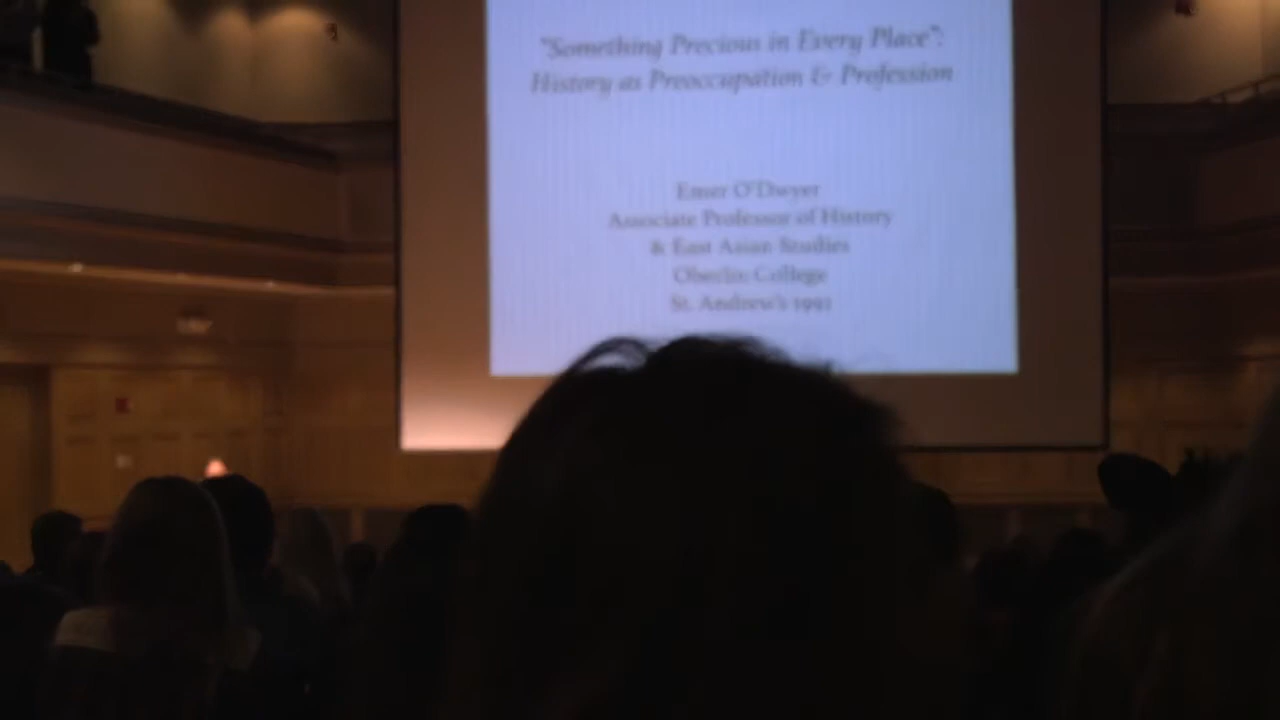 "Something Precious in Every Place":
History as Preoccupation & Profession
Emer O'Dwyer
Associate Professor of History
& East Asian Studies
Oberlin College
St. Andrew's 1991